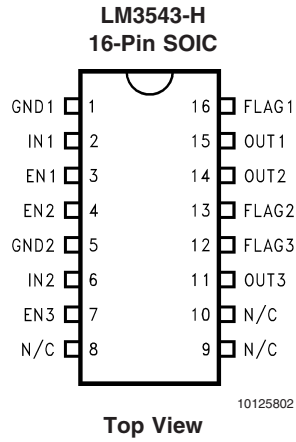 LM3543-H
16-Pin SOIC
GND1 1 16 FLAG1
IN1 2 15 OUT1
EN1 3 14 OUT2
EN2 4 13 FLAG2
GND2 5 12 FLAG3
IN2 6 11 OUT3
EN3 7 10 N/C
N/C 8 9 N/C
10125802
Top View